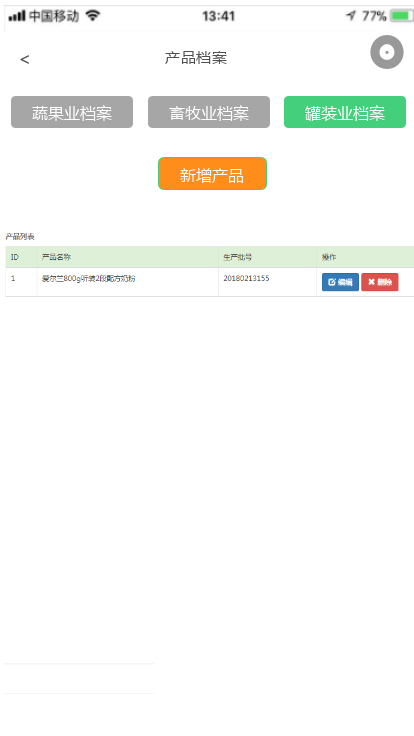 中国移动 13:41 77%
< 产品档案
蔬果业档案 畜牧业档案 罐装业档案
新增产品
产品列表
ID 产品名称 生产批号 操作
1 爱尔兰800g听装2段配方奶粉 20180213155 编辑 删除